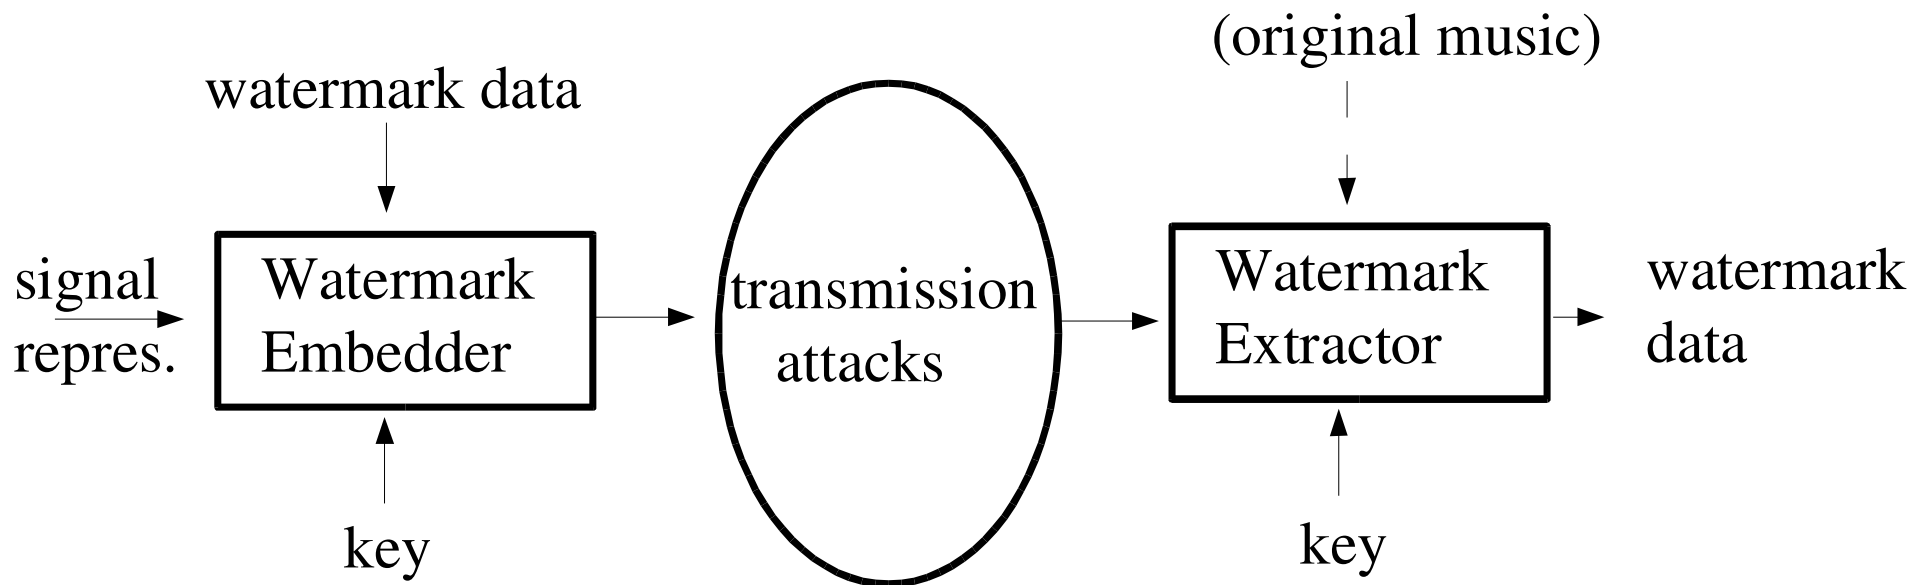 (original music)
watermark data
signal
repres.
Watermark
Embedder
key
transmission
attacks
Watermark
Extractor
key
watermark
data